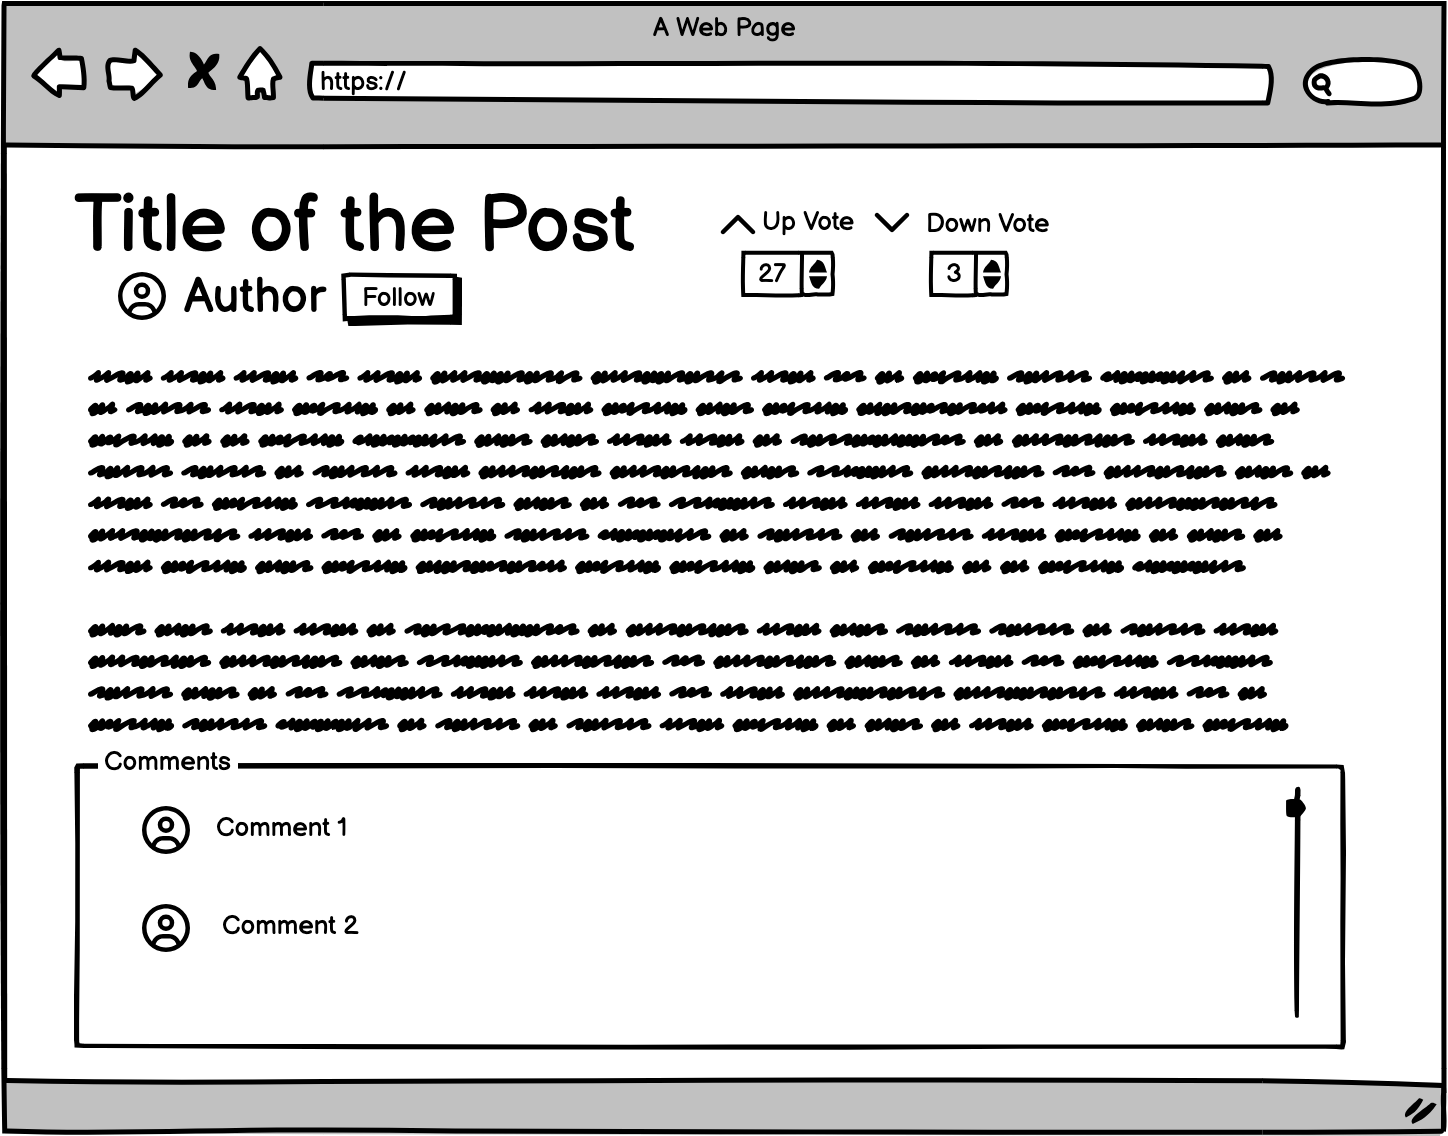 A Web Page
https://
Title of the Post
Up Vote
Down Vote
27
3
Author
Follow
Comments
Comment 1
Comment 2